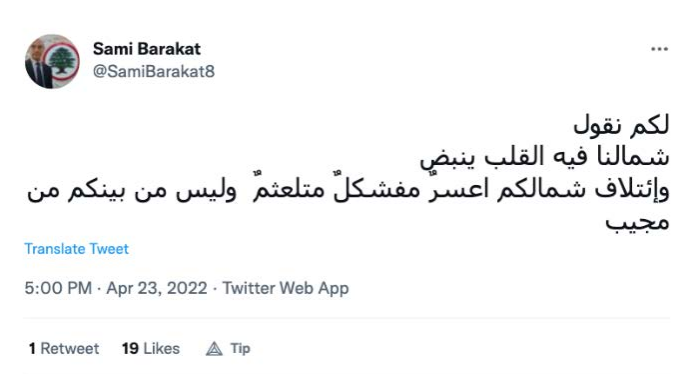 Sami Barakat
@SamiBarakat8
لكم نقول
شمالنا فيه القلب ينبض
وإئتلاف شمالكم اعسرٌ مفشكلٌ متلعثمٌ وليس من بينكم من
مجيب
Translate Tweet
5:00 PM · Apr 23, 2022 · Twitter Web App
1 Retweet 19 Likes Tip